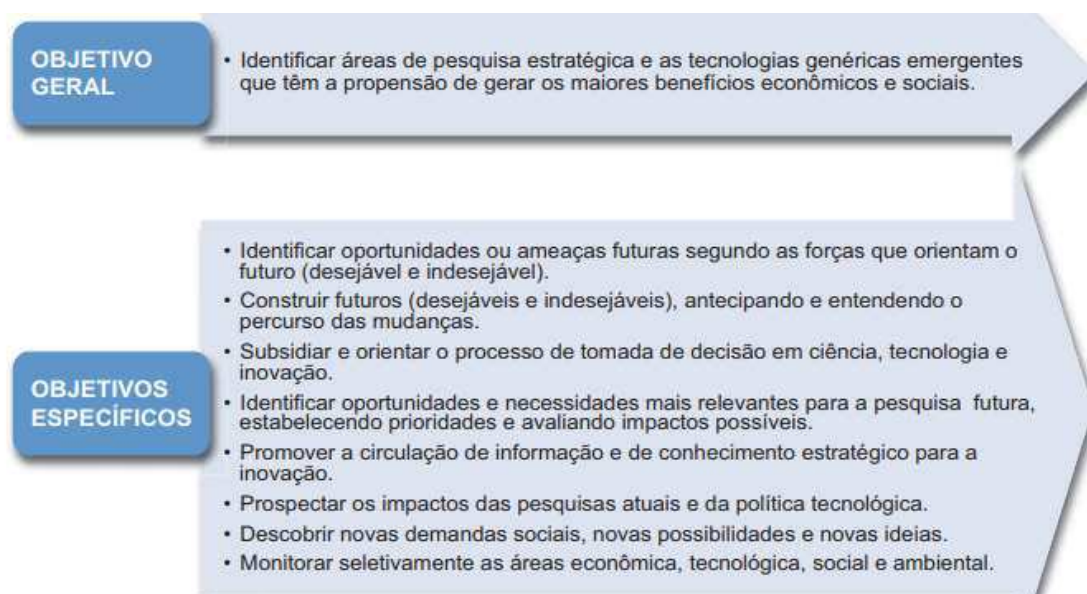 OBJETIVO
GERAL
• Identificar áreas de pesquisa estratégica e as tecnologias genéricas emergentes
que têm a propensão de gerar os maiores benefícios econômicos e sociais.
OBJETIVOS
ESPECÍFICOS
• Identificar oportunidades ou ameaças futuras segundo as forças que orientam o
futuro (desejável e indesejável).
• Construir futuros (desejáveis e indesejáveis), antecipando e entendendo o
percurso das mudanças.
• Subsidiar e orientar o processo de tomada de decisão em ciência, tecnologia e
inovação.
• Identificar oportunidades e necessidades mais relevantes para a pesquisa futura,
estabelecendo prioridades e avaliando impactos possíveis.
• Promover a circulação de informação e de conhecimento estratégico para a
inovação.
• Prospectar os impactos das pesquisas atuais e da política tecnológica.
• Descobrir novas demandas sociais, novas possibilidades e novas ideias.
• Monitorar seletivamente as áreas econômica, tecnológica, social e ambiental.